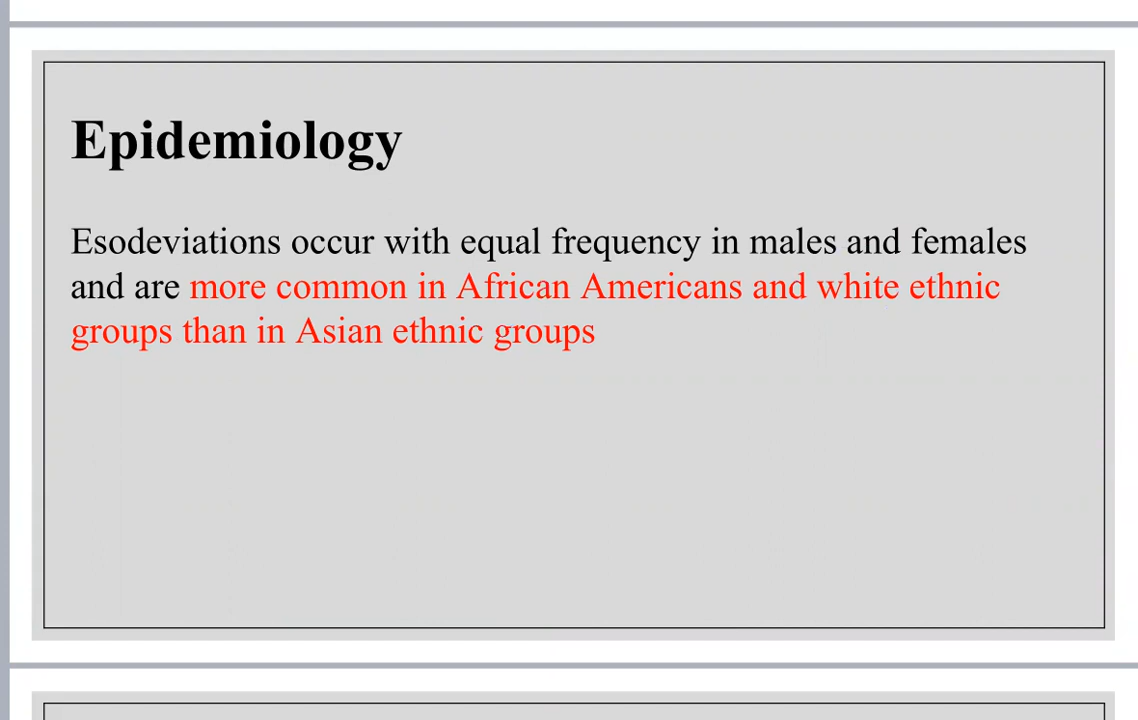 Epidemiology
Esodeviations occur with equal frequency in males and females
and are more common in African Americans and white ethnic
groups than in Asian ethnic groups